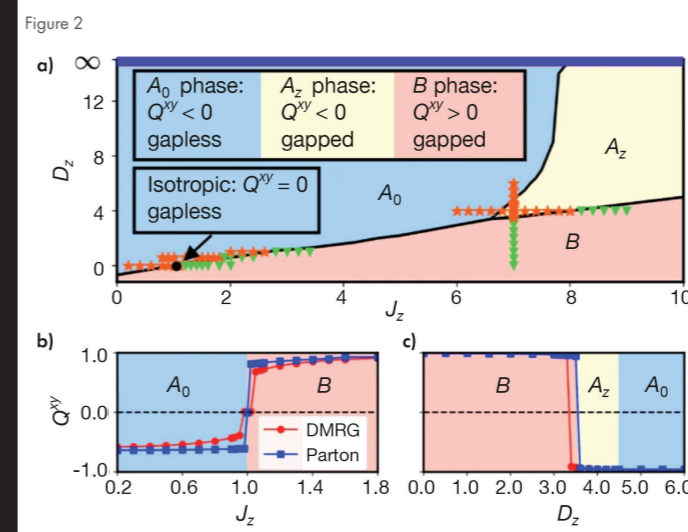 Figure 2
a)
∞
12
8
4
0
D_z
A₀ phase:
Q^xy < 0
gapless
A_z phase:
Q^xy < 0
gapped
B phase:
Q^xy > 0
gapped
Isotropic: Q^xy = 0
gapless
A₀
A_z
B
0 2 4 6 8 10
J_z
b)
1.0
0.0
-1.0
Q^xy
A₀
B
DMRG
Parton
0.2 0.6 1.0 1.4 1.8
J_z
c)
B
A_z
A₀
0.0 1.0 2.0 3.0 4.0 5.0 6.0
D_z